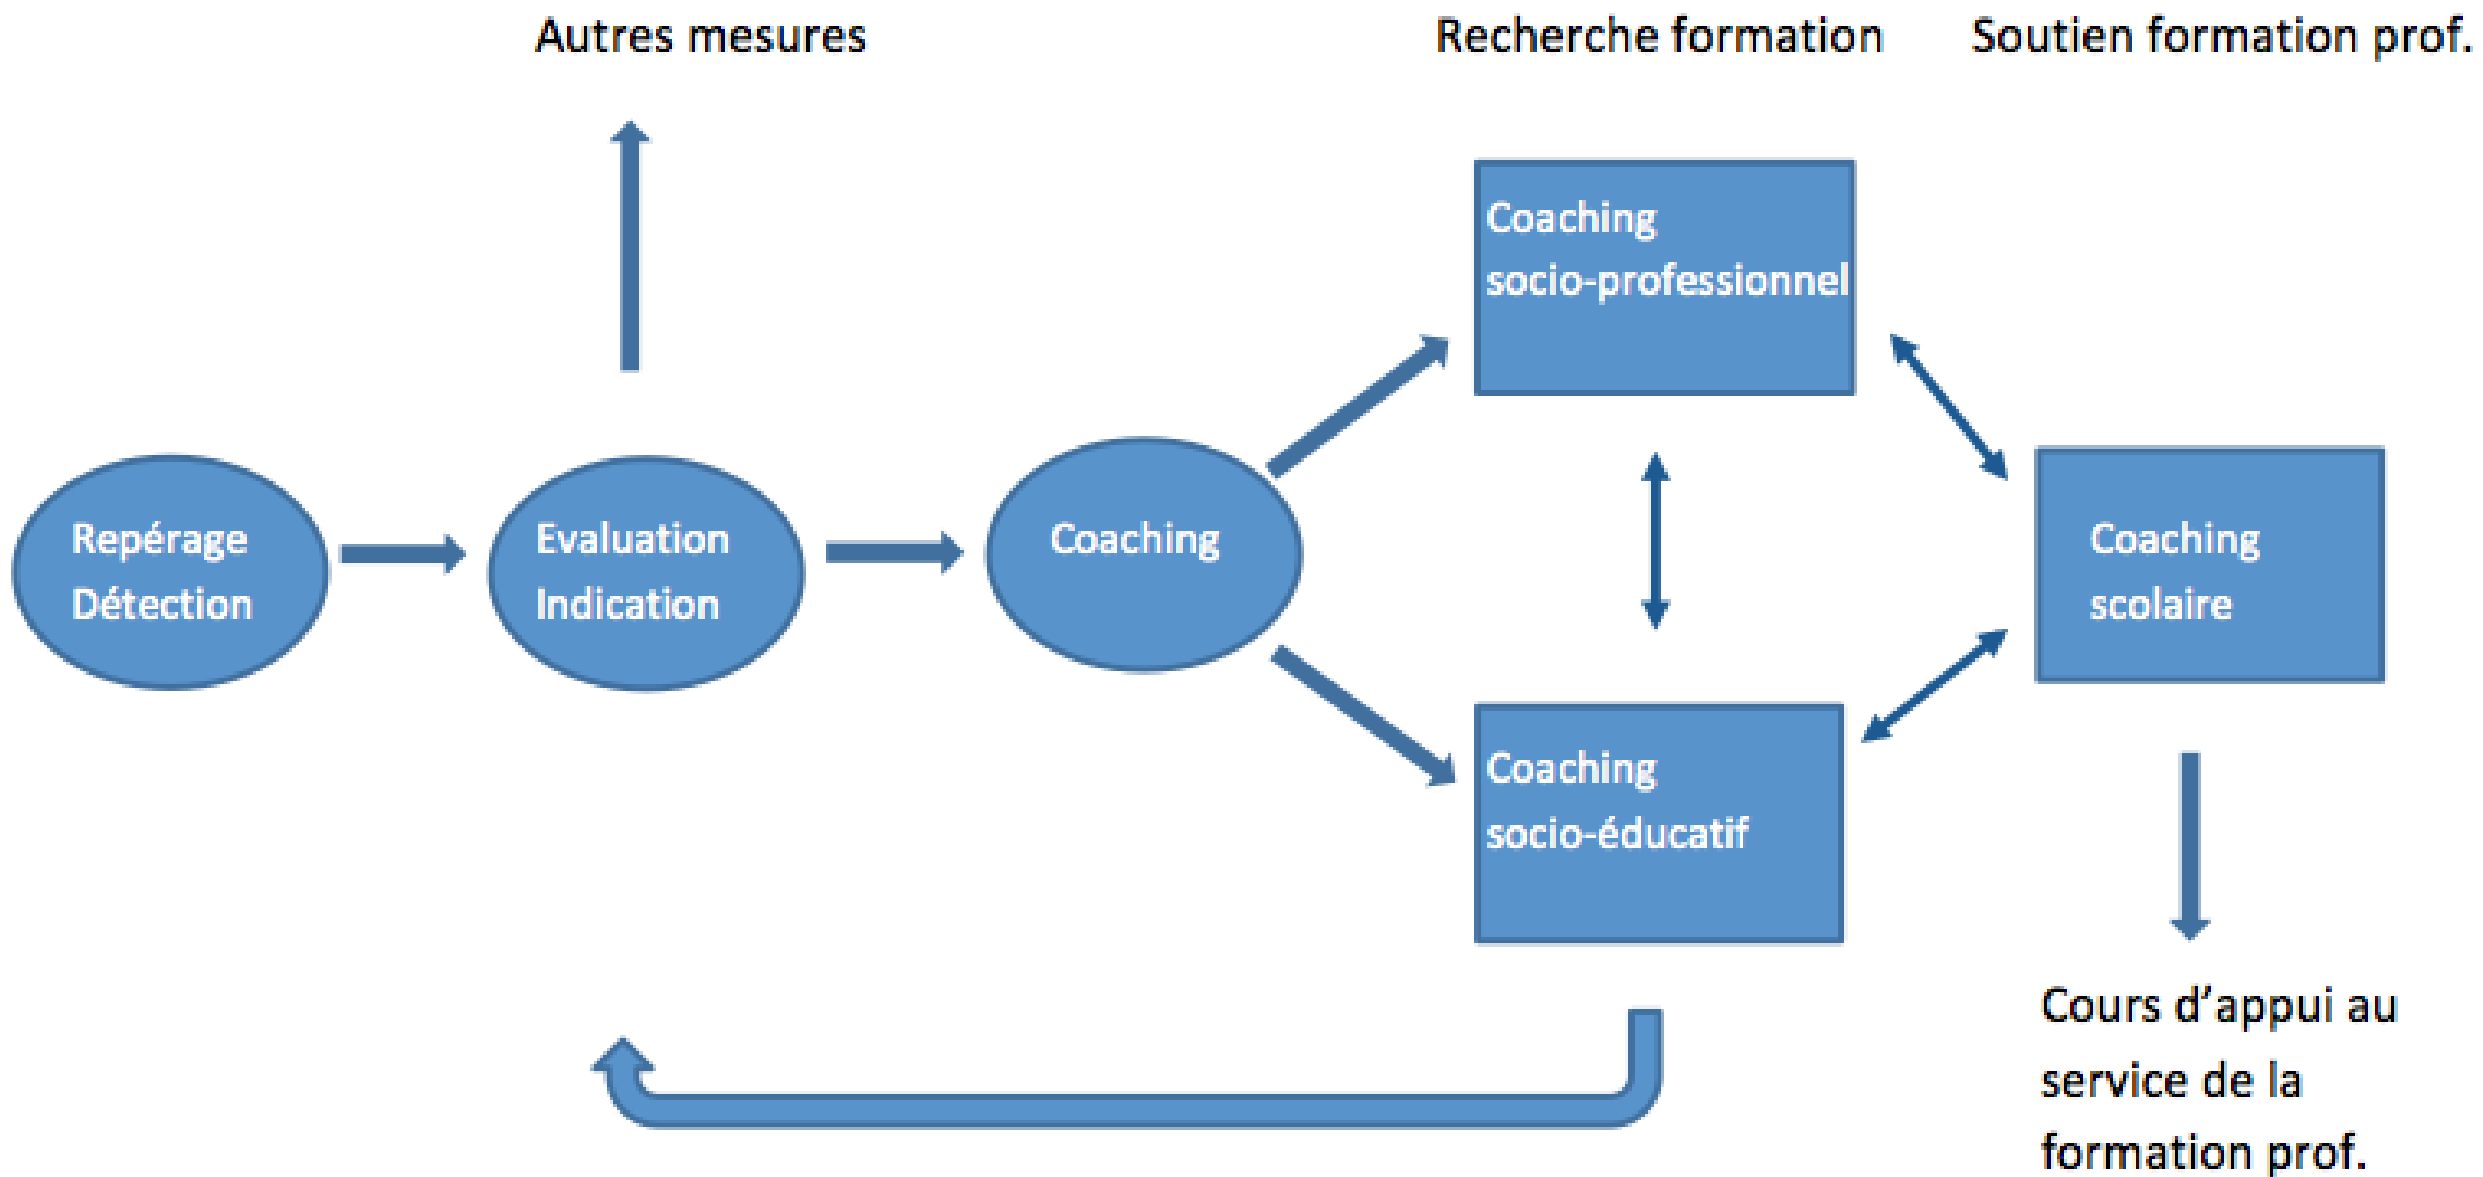 Autres mesures
Recherche formation
Soutien formation prof.
Coaching
socio-professionnel
Repérage
Détection
Evaluation
Indication
Coaching
Coaching
scolaire
Coaching
socio-éducatif
Cours d’appui au
service de la
formation prof.